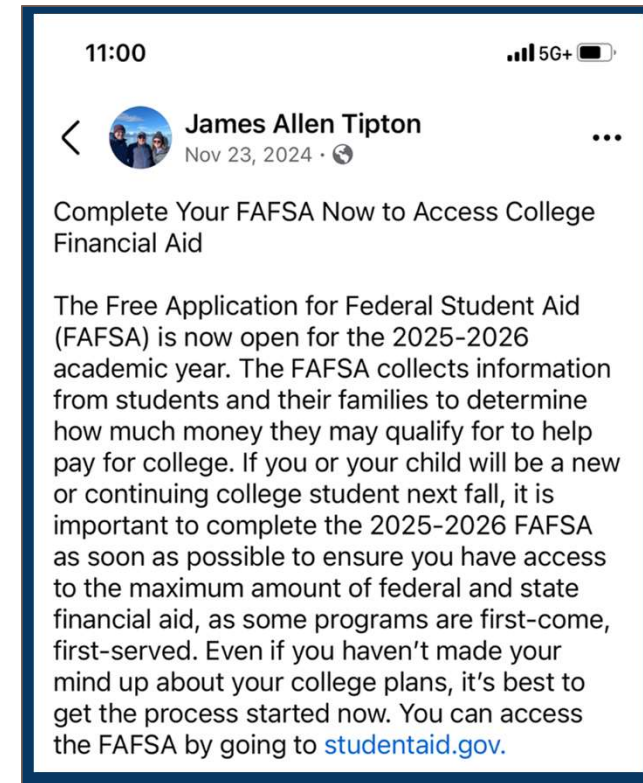 11:00
5G+
James Allen Tipton
Nov 23, 2024 ·
Complete Your FAFSA Now to Access College
Financial Aid
The Free Application for Federal Student Aid
(FAFSA) is now open for the 2025-2026
academic year. The FAFSA collects information
from students and their families to determine
how much money they may qualify for to help
pay for college. If you or your child will be a new
or continuing college student next fall, it is
important to complete the 2025-2026 FAFSA
as soon as possible to ensure you have access
to the maximum amount of federal and state
financial aid, as some programs are first-come,
first-served. Even if you haven’t made your
mind up about your college plans, it’s best to
get the process started now. You can access
the FAFSA by going to studentaid.gov.